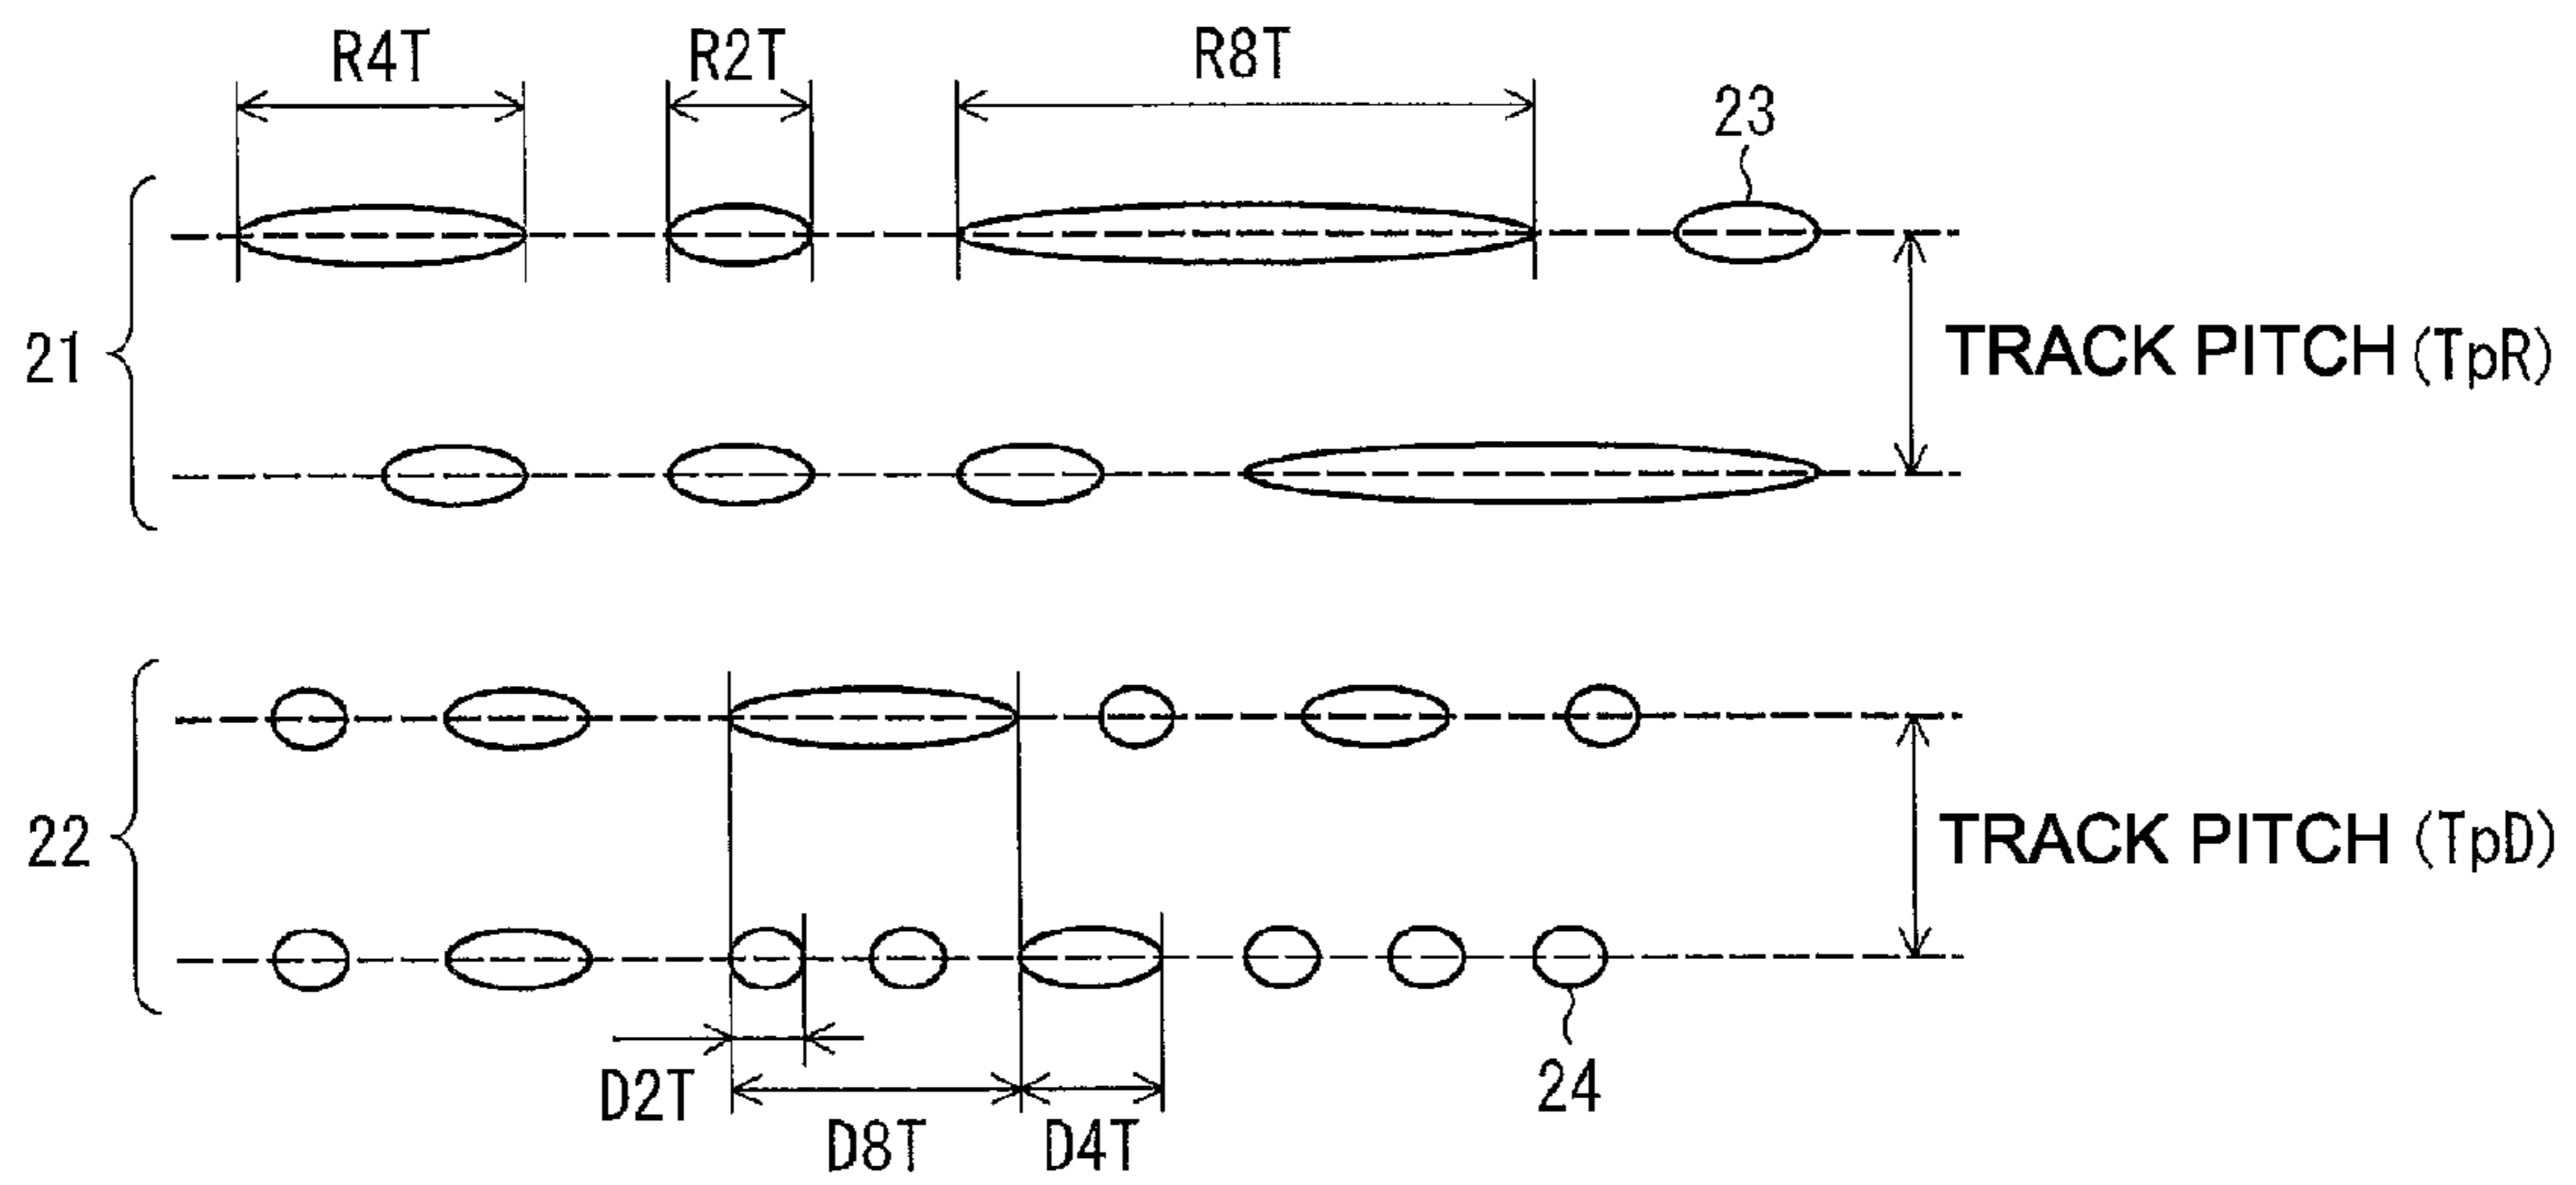 R4T R2T R8T
23
21
TRACK PITCH (TpR)
22
TRACK PITCH (TpD)
D2T
24
D8T D4T